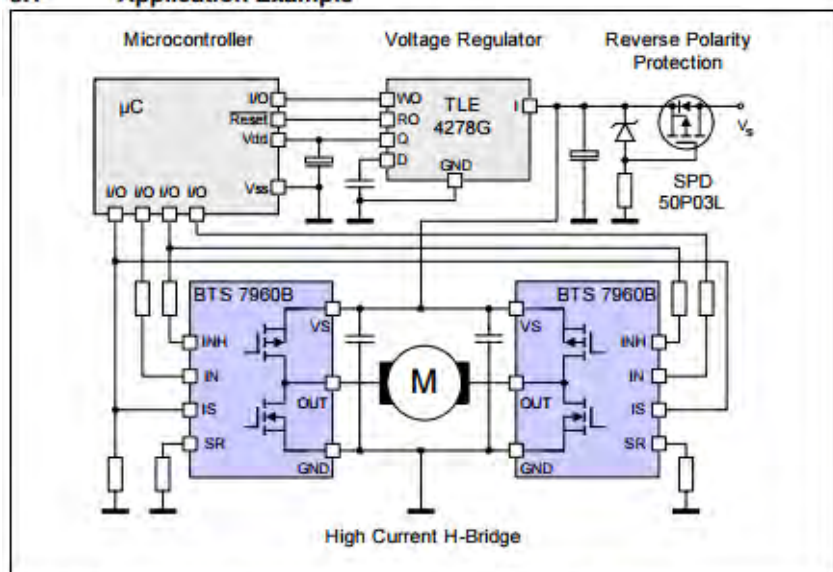 Microcontroller
Voltage Regulator
Reverse Polarity
Protection
µC
I/O
Reset
Vdd
Vss
I/O I/O I/O I/O
WO
RO
Q
D
TLE
4278G
I
GND
Vs
SPD
50P03L
BTS 7960B
INH
IN
IS
SR
VS
OUT
GND
M
BTS 7960B
VS
OUT
GND
INH
IN
IS
SR
High Current H-Bridge